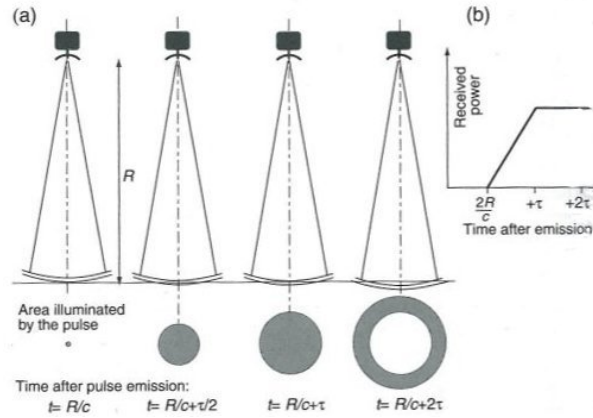 (a)
(b)
R
Received
power
2R/c +τ +2τ
Time after emission
Area illuminated
by the pulse
Time after pulse emission:
t= R/c t= R/c+τ/2 t= R/c+τ t= R/c+2τ